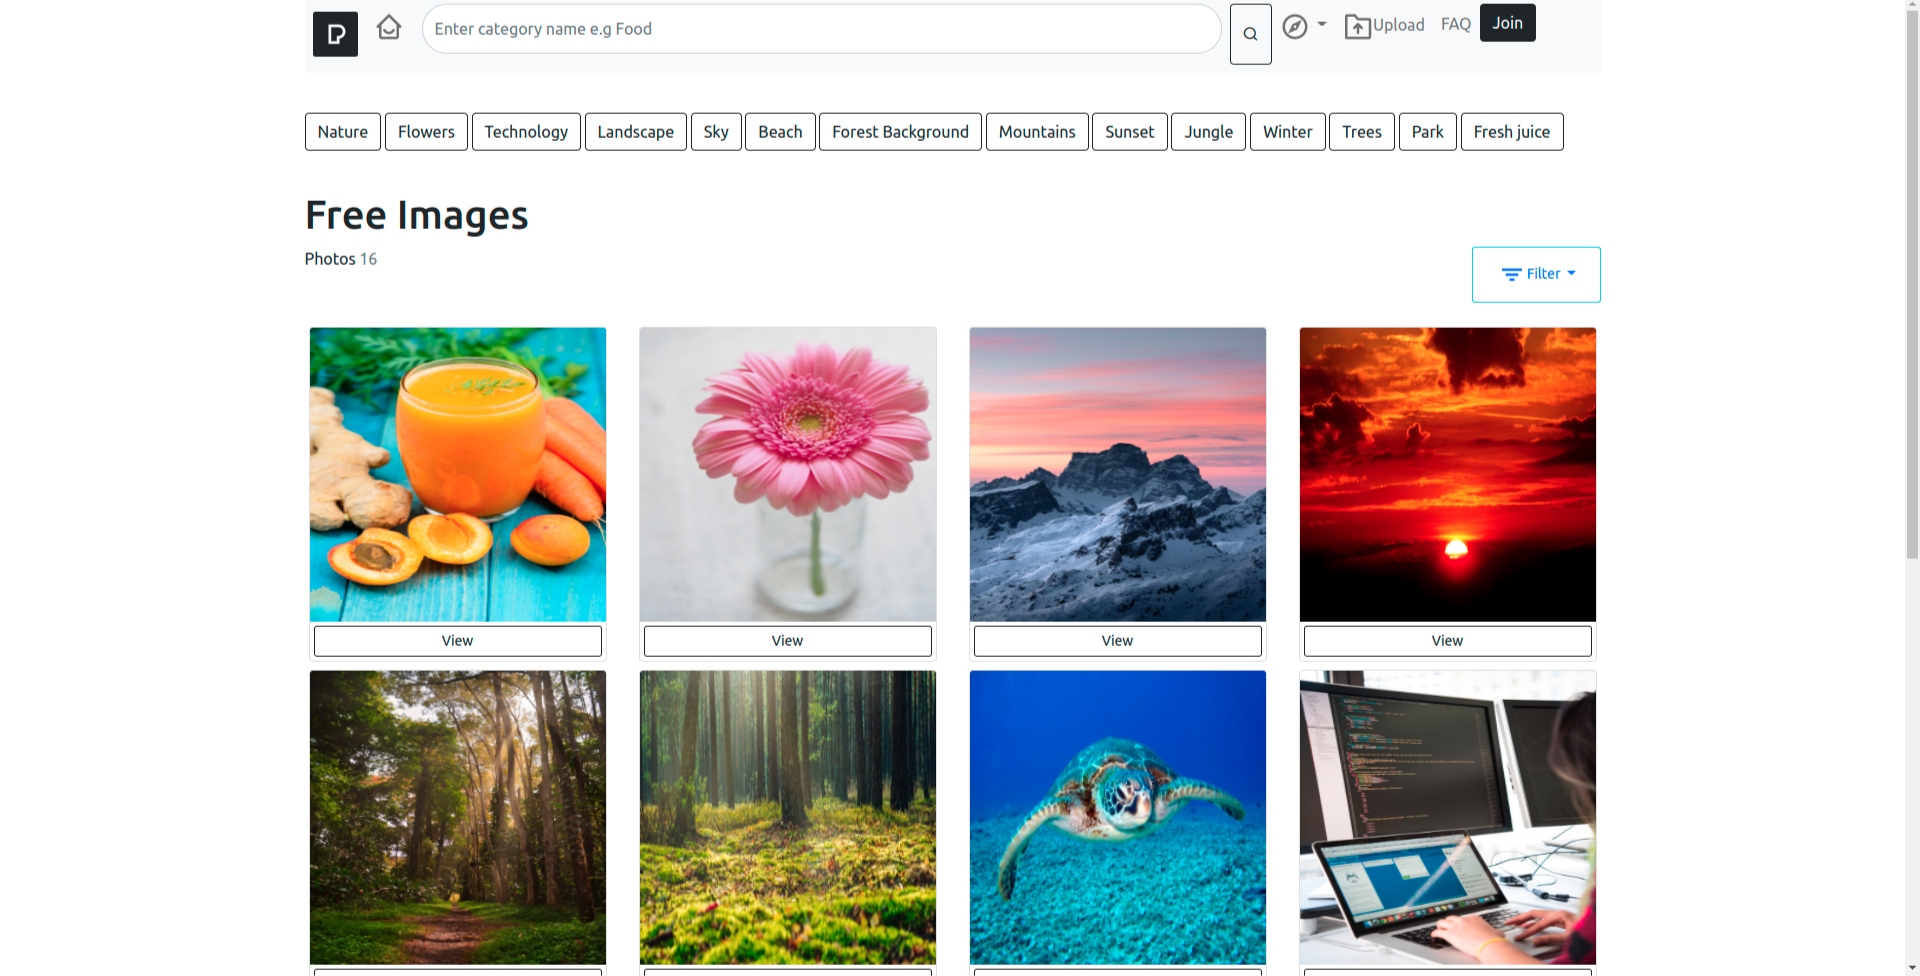 Enter category name e.g Food
Upload
FAQ
Join
Nature Flowers Technology Landscape Sky Beach Forest Background Mountains Sunset Jungle Winter Trees Park Fresh juice
Free Images
Photos 16
Filter
View View View View